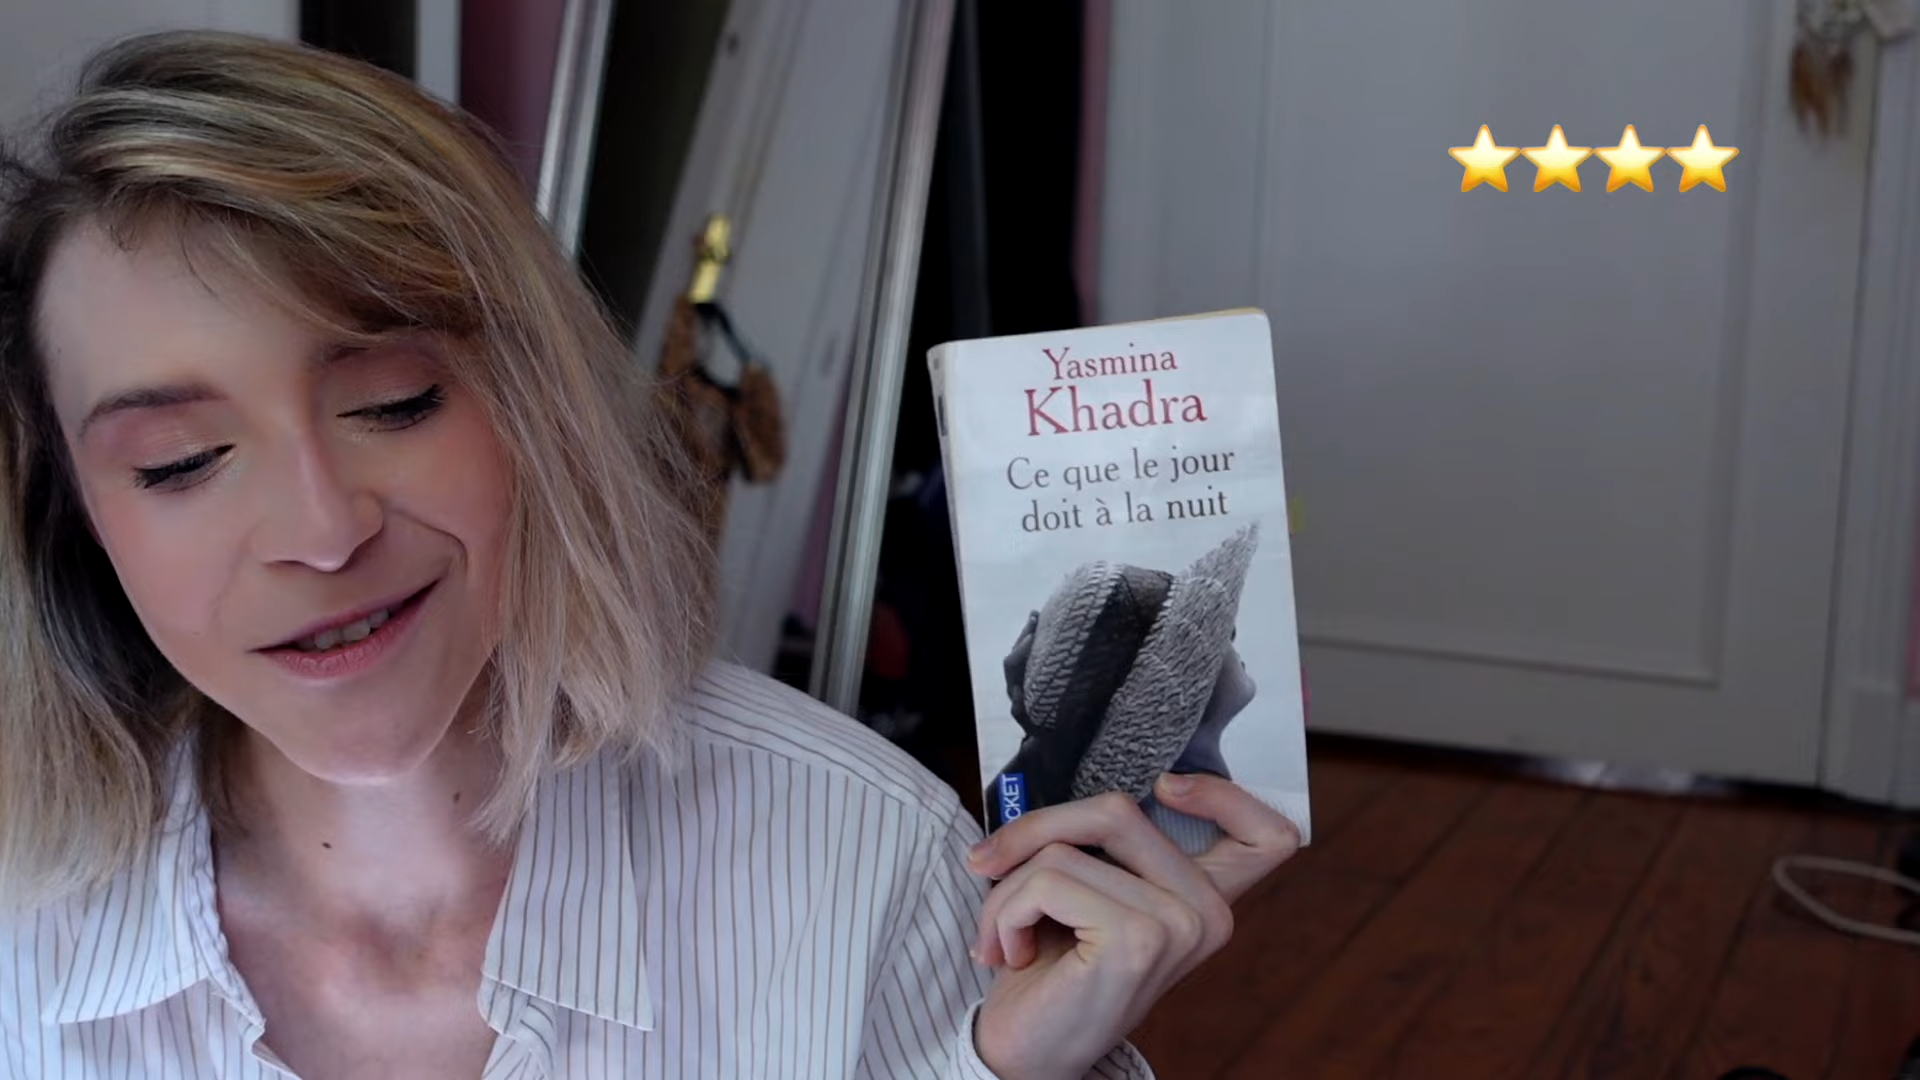 Yasmina
Khadra
Ce que le jour
doit à la nuit